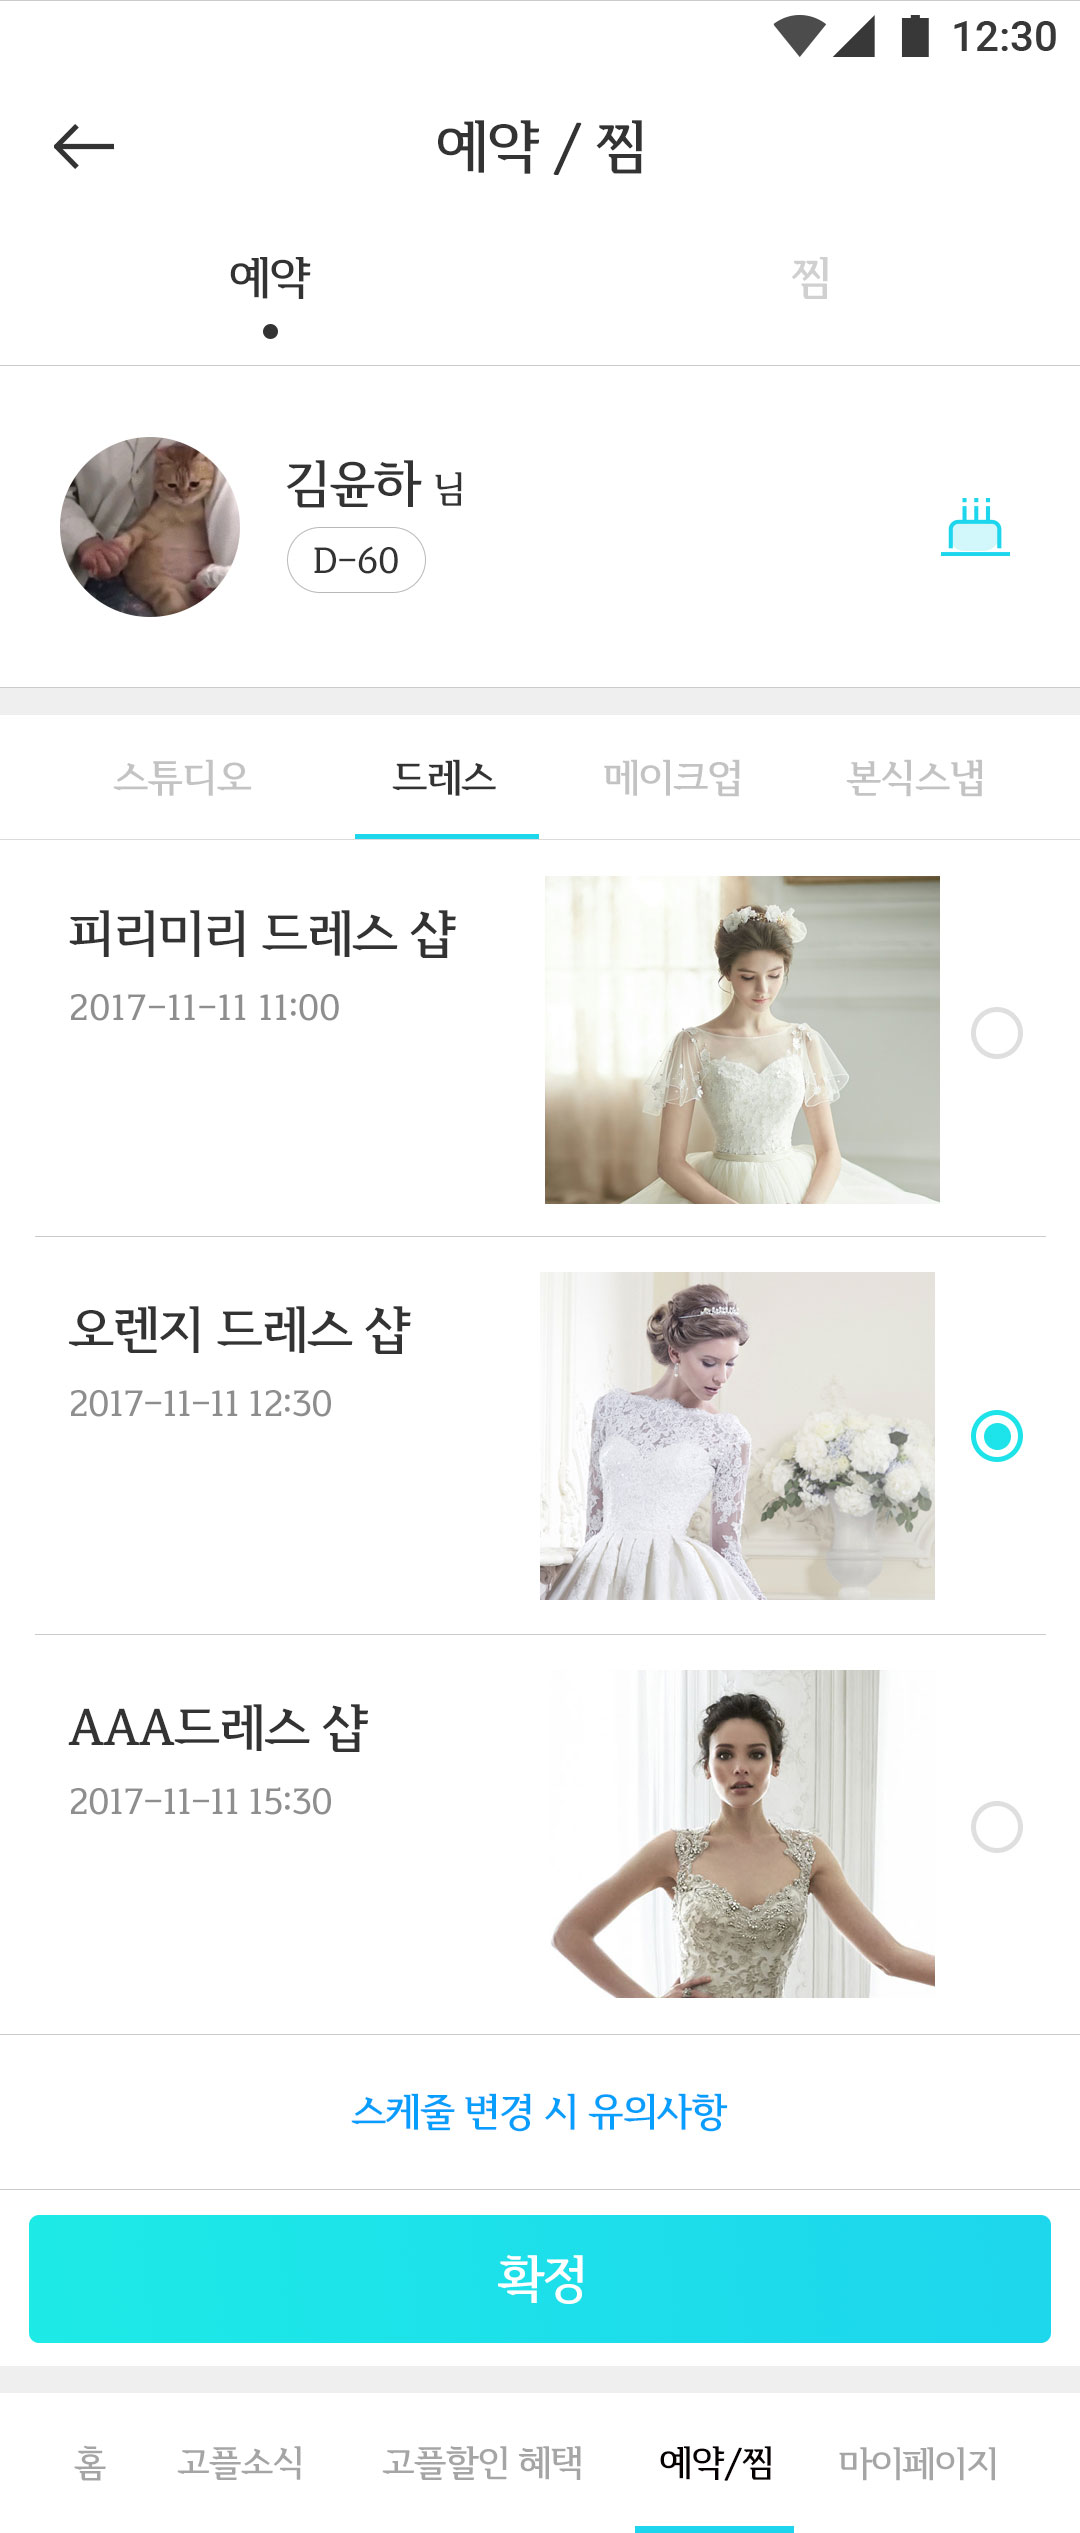 12:30
예약 / 찜
예약
찜
김윤하 님
D-60
스튜디오
드레스
메이크업
본식스냅
피리미리 드레스 샵
2017-11-11 11:00
오렌지 드레스 샵
2017-11-11 12:30
AAA드레스 샵
2017-11-11 15:30
스케줄 변경 시 유의사항
확정
홈
고플소식
고플할인 혜택
예약/찜
마이페이지